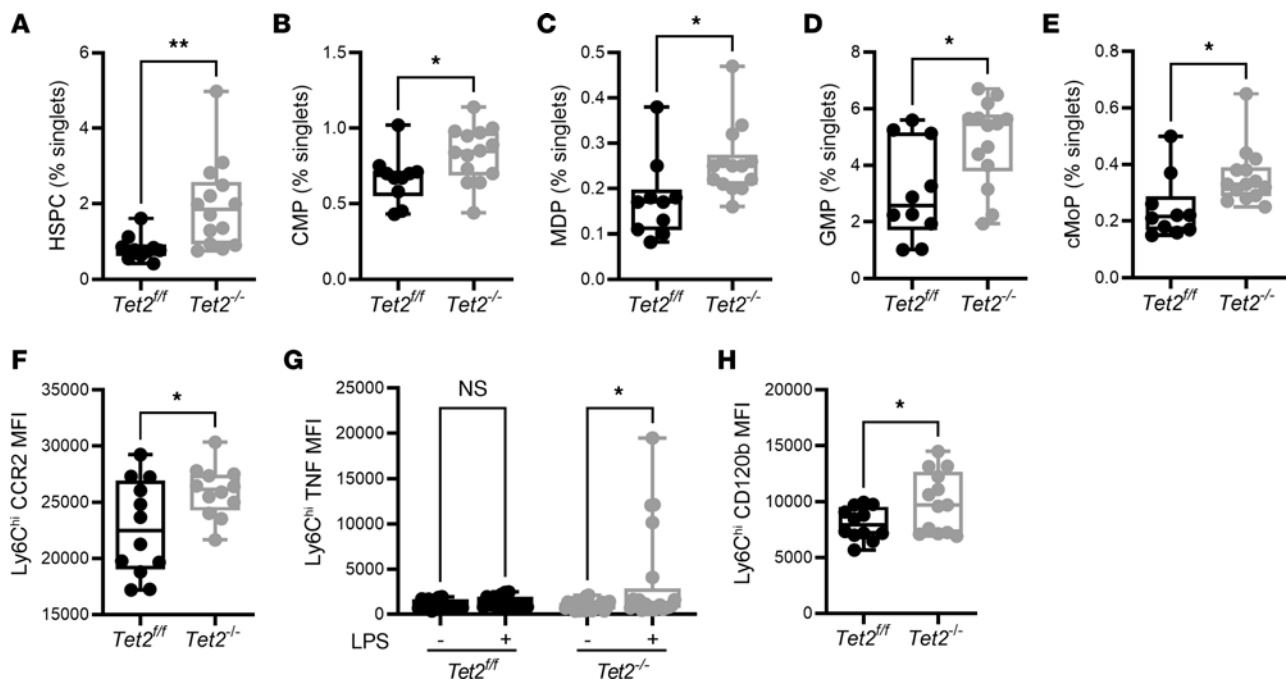 A
HSPC (% singlets)
6
4
2
0
**
Tet2f/f
Tet2-/-
B
CMP (% singlets)
1.5
1.0
0.5
0.0
*
Tet2f/f
Tet2-/-
C
MDP (% singlets)
0.5
0.4
0.3
0.2
0.1
0.0
*
Tet2f/f
Tet2-/-
D
GMP (% singlets)
8
6
4
2
0
*
Tet2f/f
Tet2-/-
E
cMoP (% singlets)
0.8
0.6
0.4
0.2
0.0
*
Tet2f/f
Tet2-/-
F
Ly6Chi CCR2 MFI
35000
30000
25000
20000
15000
*
Tet2f/f
Tet2-/-
G
Ly6Chi TNF MFI
25000
20000
15000
10000
5000
0
NS
*
LPS - + - +
Tet2f/f
Tet2-/-
H
Ly6Chi CD120b MFI
20000
15000
10000
5000
0
*
Tet2f/f
Tet2-/-